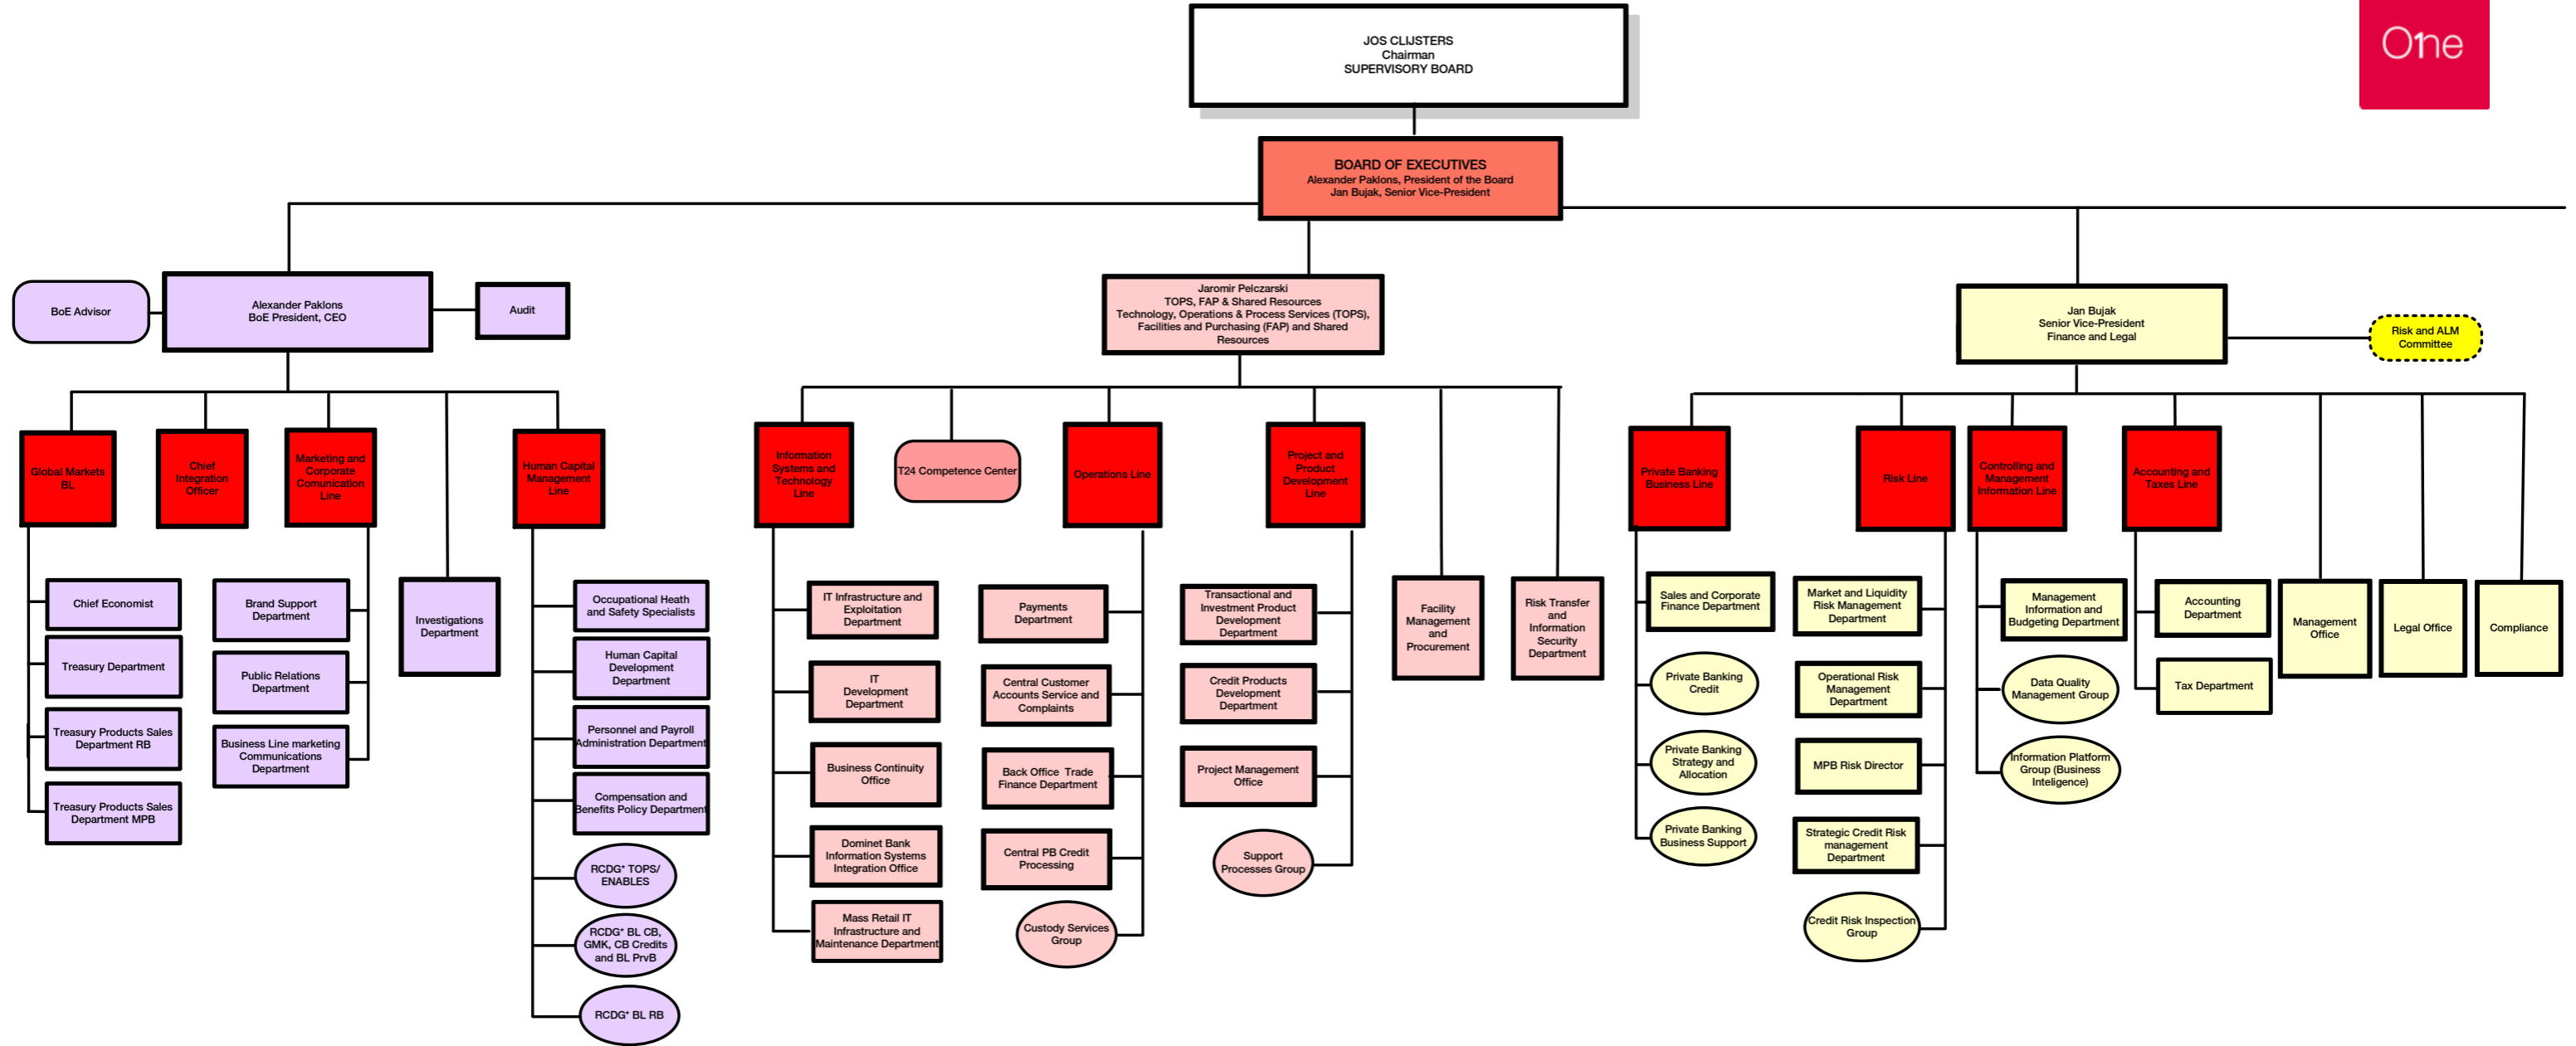 JOS CLIJSTERS
Chairman
SUPERVISORY BOARD
One
BOARD OF EXECUTIVES
Alexander Paklons, President of the Board
Jan Bujak, Senior Vice-President
BoE Advisor
Alexander Paklons
BoE President, CEO
Audit
Jaromir Pelczarski
TOPS, FAP & Shared Resources
Technology, Operations & Process Services (TOPS),
Facilities and Purchasing (FAP) and Shared
Resources
Jan Bujak
Senior Vice-President
Finance and Legal
Risk and ALM
Committee
Global Markets
BL
Chief
Integration
Officer
Marketing and
Corporate
Comunication
Line
Human Capital
Management
Line
Information
Systems and
Technology
Line
T24 Competence Center
Operations Line
Project and
Product
Development
Line
Private Banking
Business Line
Risk Line
Controlling and
Management
Information Line
Accounting and
Taxes Line
Chief Economist
Treasury Department
Treasury Products Sales
Department RB
Treasury Products Sales
Department MPB
Brand Support
Department
Public Relations
Department
Business Line marketing
Communications
Department
Investigations
Department
Occupational Heath
and Safety Specialists
Human Capital
Development
Department
Personnel and Payroll
Administration Department
Compensation and
Benefits Policy Department
RCDG* TOPS/
ENABLES
RCDG* BL CB,
GMK, CB Credits
and BL PrvB
RCDG* BL RB
IT Infrastructure and
Exploitation
Department
IT
Development
Department
Business Continuity
Office
Dominet Bank
Information Systems
Integration Office
Mass Retail IT
Infrastructure and
Maintenance Department
Payments
Department
Central Customer
Accounts Service and
Complaints
Back Office Trade
Finance Department
Central PB Credit
Processing
Custody Services
Group
Transactional and
Investment Product
Development
Department
Credit Products
Development
Department
Project Management
Office
Support
Processes Group
Facility
Management
and
Procurement
Risk Transfer
and
Information
Security
Department
Sales and Corporate
Finance Department
Private Banking
Credit
Private Banking
Strategy and
Allocation
Private Banking
Business Support
Market and Liquidity
Risk Management
Department
Operational Risk
Management
Department
MPB Risk Director
Strategic Credit Risk
management
Department
Credit Risk Inspection
Group
Management
Information and
Budgeting Department
Data Quality
Management Group
Information Platform
Group (Business
Inteligence)
Accounting
Department
Tax Department
Management
Office
Legal Office
Compliance